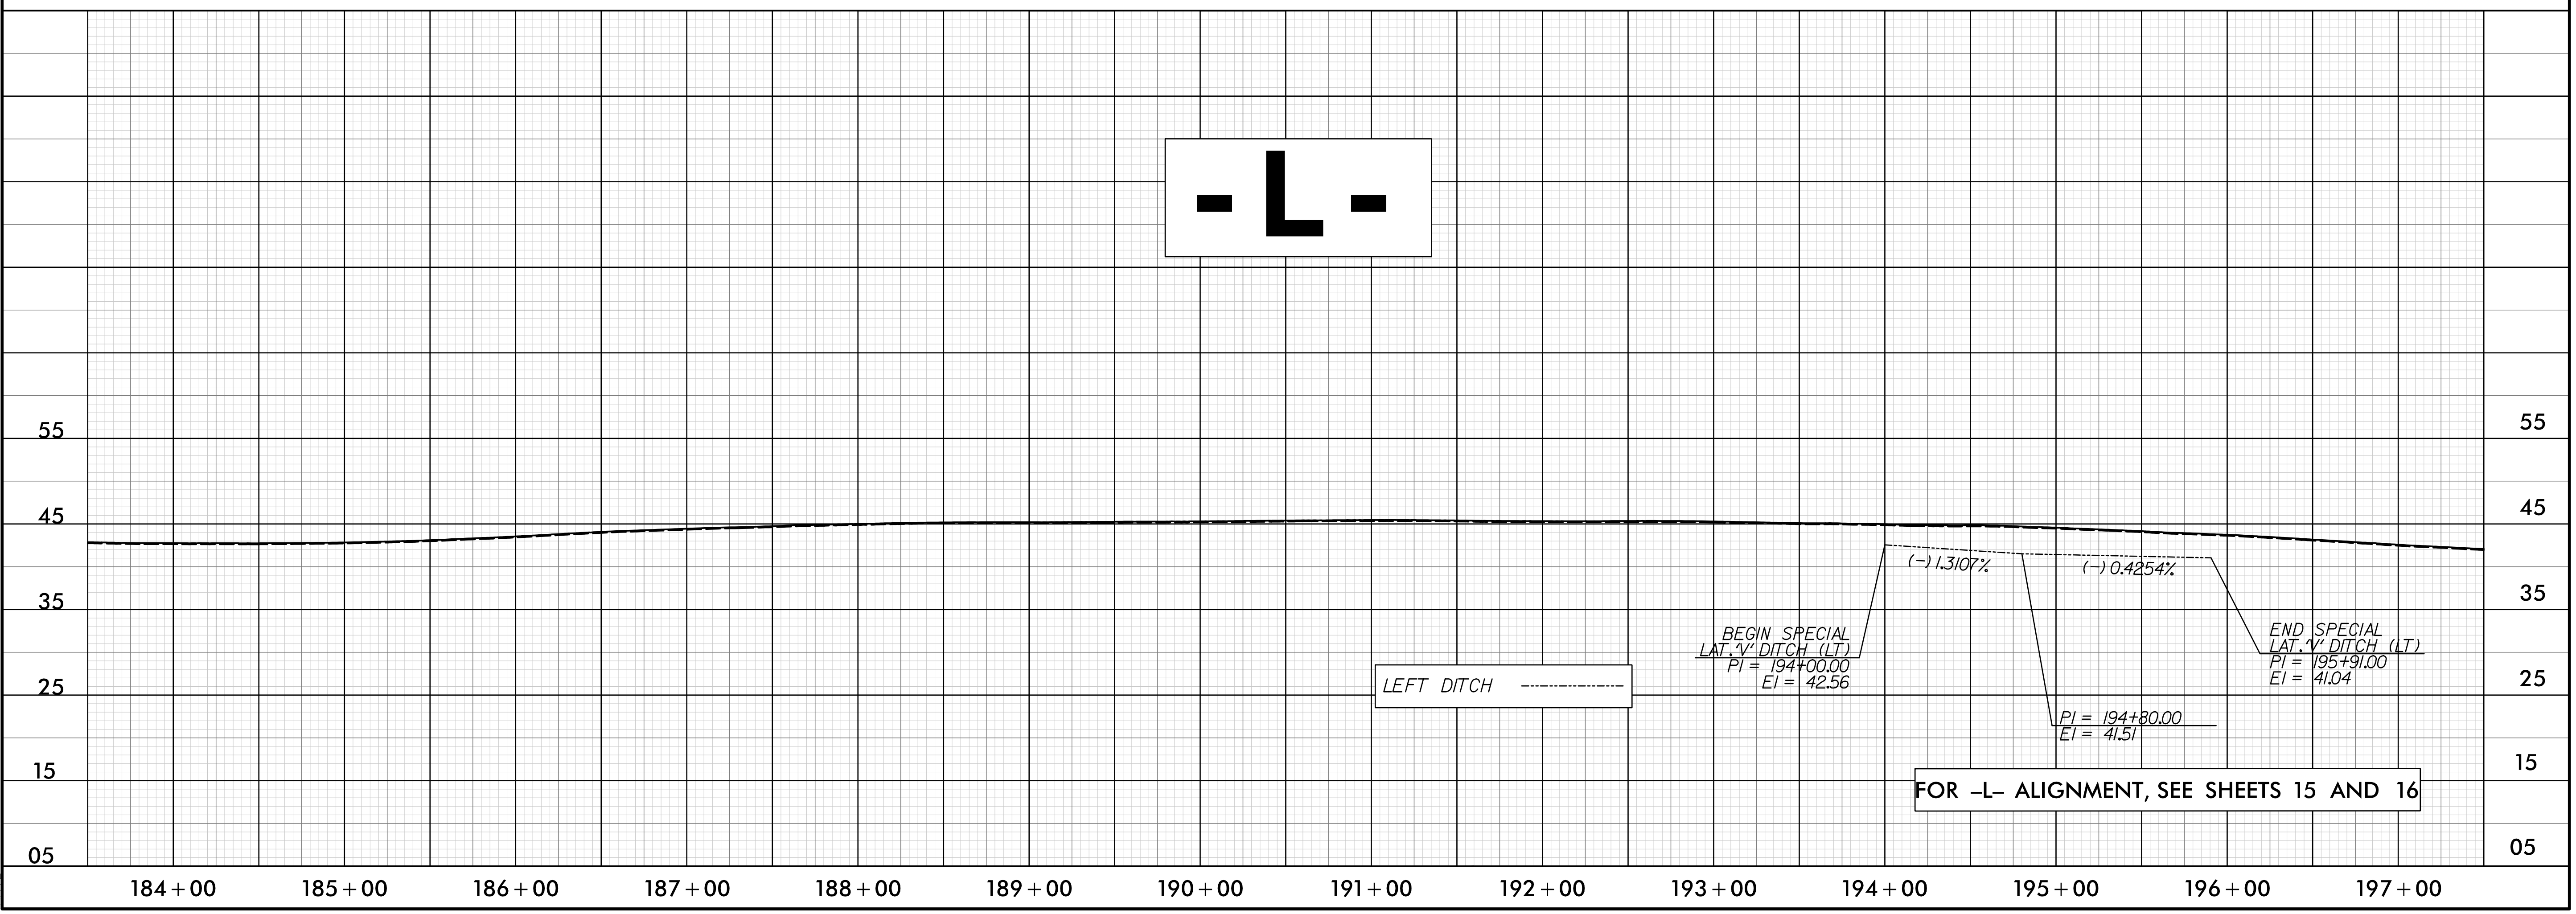 - L -
55 55
45 45
(-) 1.3107% (-) 0.4254%
35 35
BEGIN SPECIAL
LAT.'V' DITCH (LT)
PI = 194+00.00
El = 42.56
END SPECIAL
LAT.'V' DITCH (LT)
PI = 195+91.00
El = 41.04
LEFT DITCH
25 25
PI = 194+80.00
El = 41.51
15 15
FOR –L– ALIGNMENT, SEE SHEETS 15 AND 16
05 05
184+00 185+00 186+00 187+00 188+00 189+00 190+00 191+00 192+00 193+00 194+00 195+00 196+00 197+00